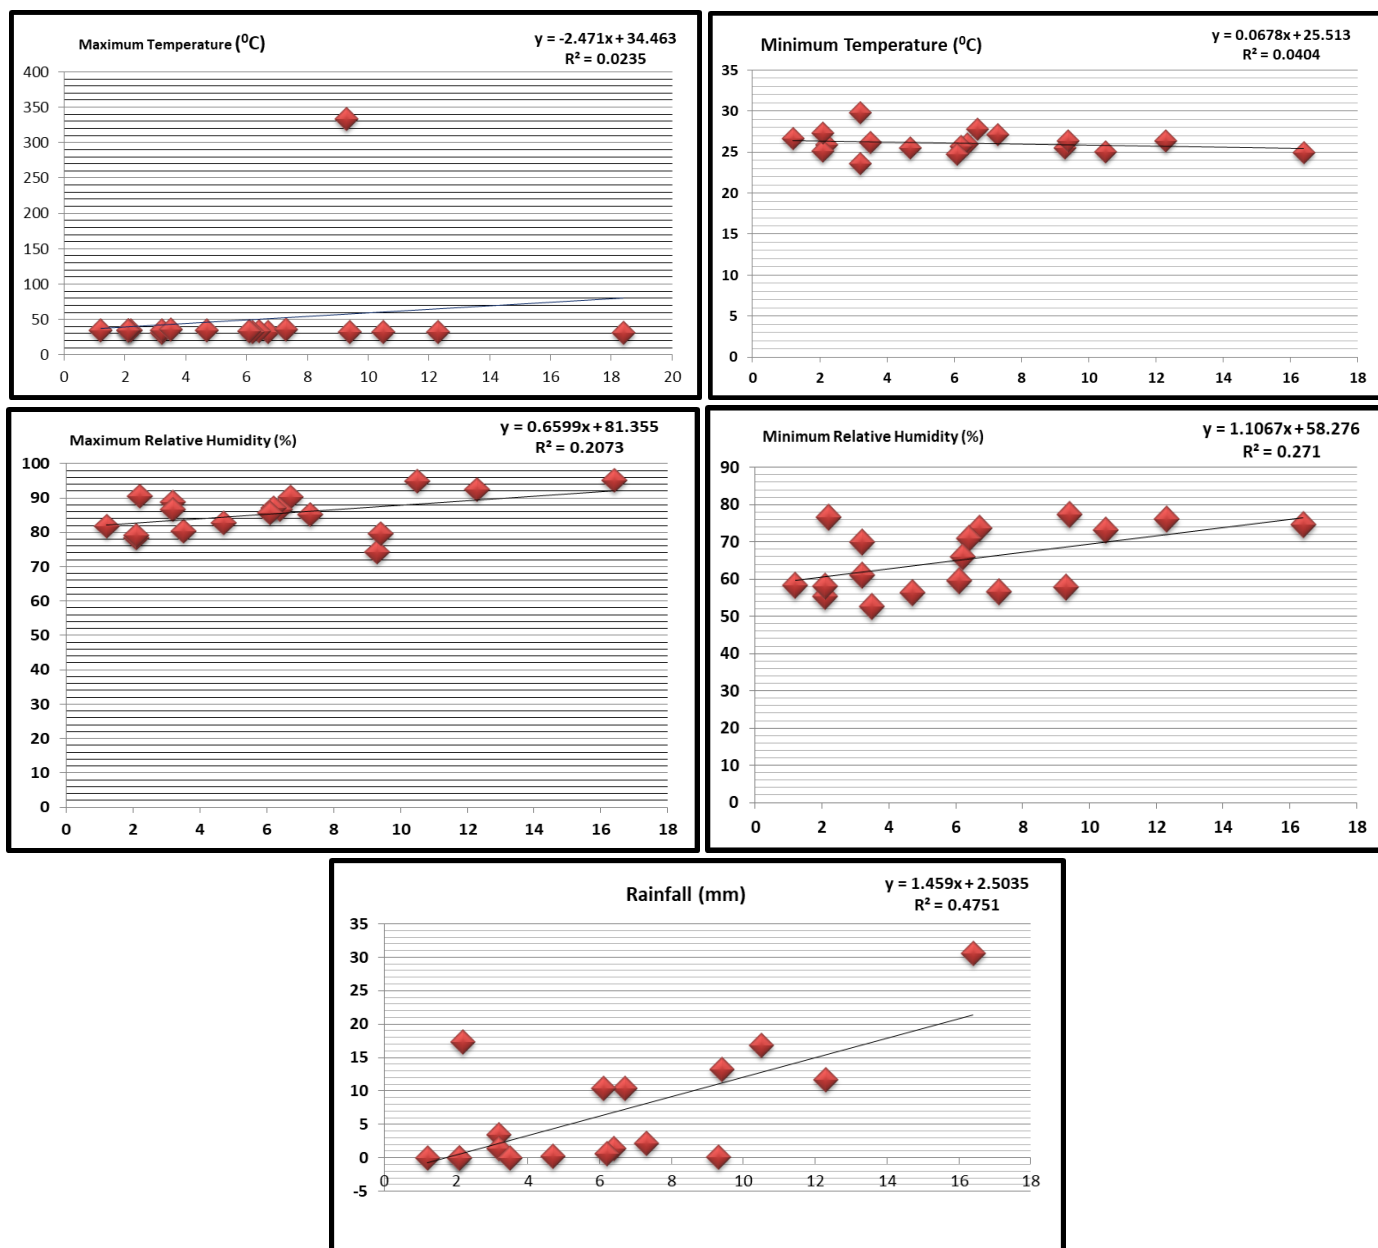 Maximum Temperature (⁰C)
y = -2.471x + 34.463
R² = 0.0235
400
350
300
250
200
150
100
50
0
0 2 4 6 8 10 12 14 16 18 20
Minimum Temperature (⁰C)
y = 0.0678x + 25.513
R² = 0.0404
35
30
25
20
15
10
5
0
0 2 4 6 8 10 12 14 16 18
Maximum Relative Humidity (%)
y = 0.6599x + 81.355
R² = 0.2073
100
90
80
70
60
50
40
30
20
10
0
0 2 4 6 8 10 12 14 16 18
Minimum Relative Humidity (%)
y = 1.1067x + 58.276
R² = 0.271
90
80
70
60
50
40
30
20
10
0
0 2 4 6 8 10 12 14 16 18
Rainfall (mm)
y = 1.459x + 2.5035
R² = 0.4751
35
30
25
20
15
10
5
0
-5
0 2 4 6 8 10 12 14 16 18